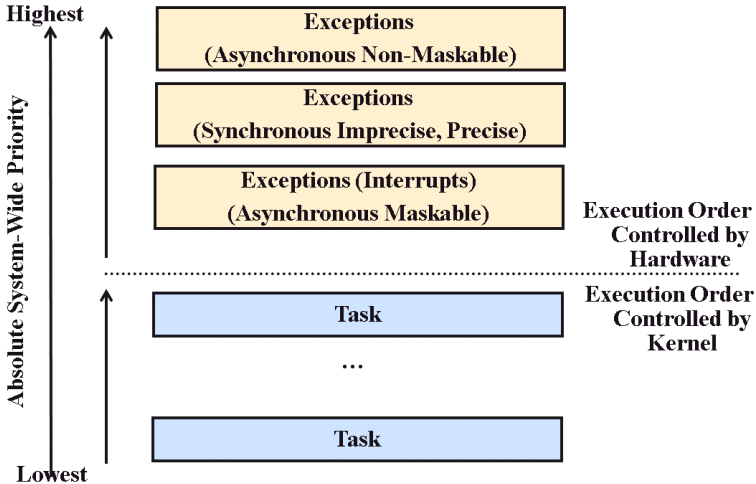 Highest
Exceptions
(Asynchronous Non-Maskable)
Exceptions
(Synchronous Imprecise, Precise)
Exceptions (Interrupts)
(Asynchronous Maskable)
Absolute System-Wide Priority
Execution Order
Controlled by
Hardware
Execution Order
Controlled by
Kernel
Task
...
Task
Lowest